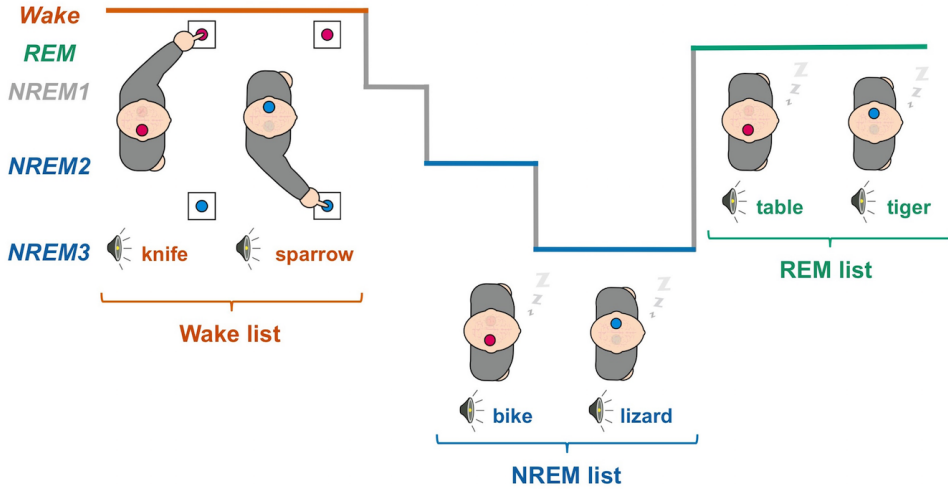 Wake
REM
NREM1
NREM2
NREM3
knife
sparrow
Wake list
z z z
z z z
bike
lizard
NREM list
z z z
z z z
table
tiger
REM list